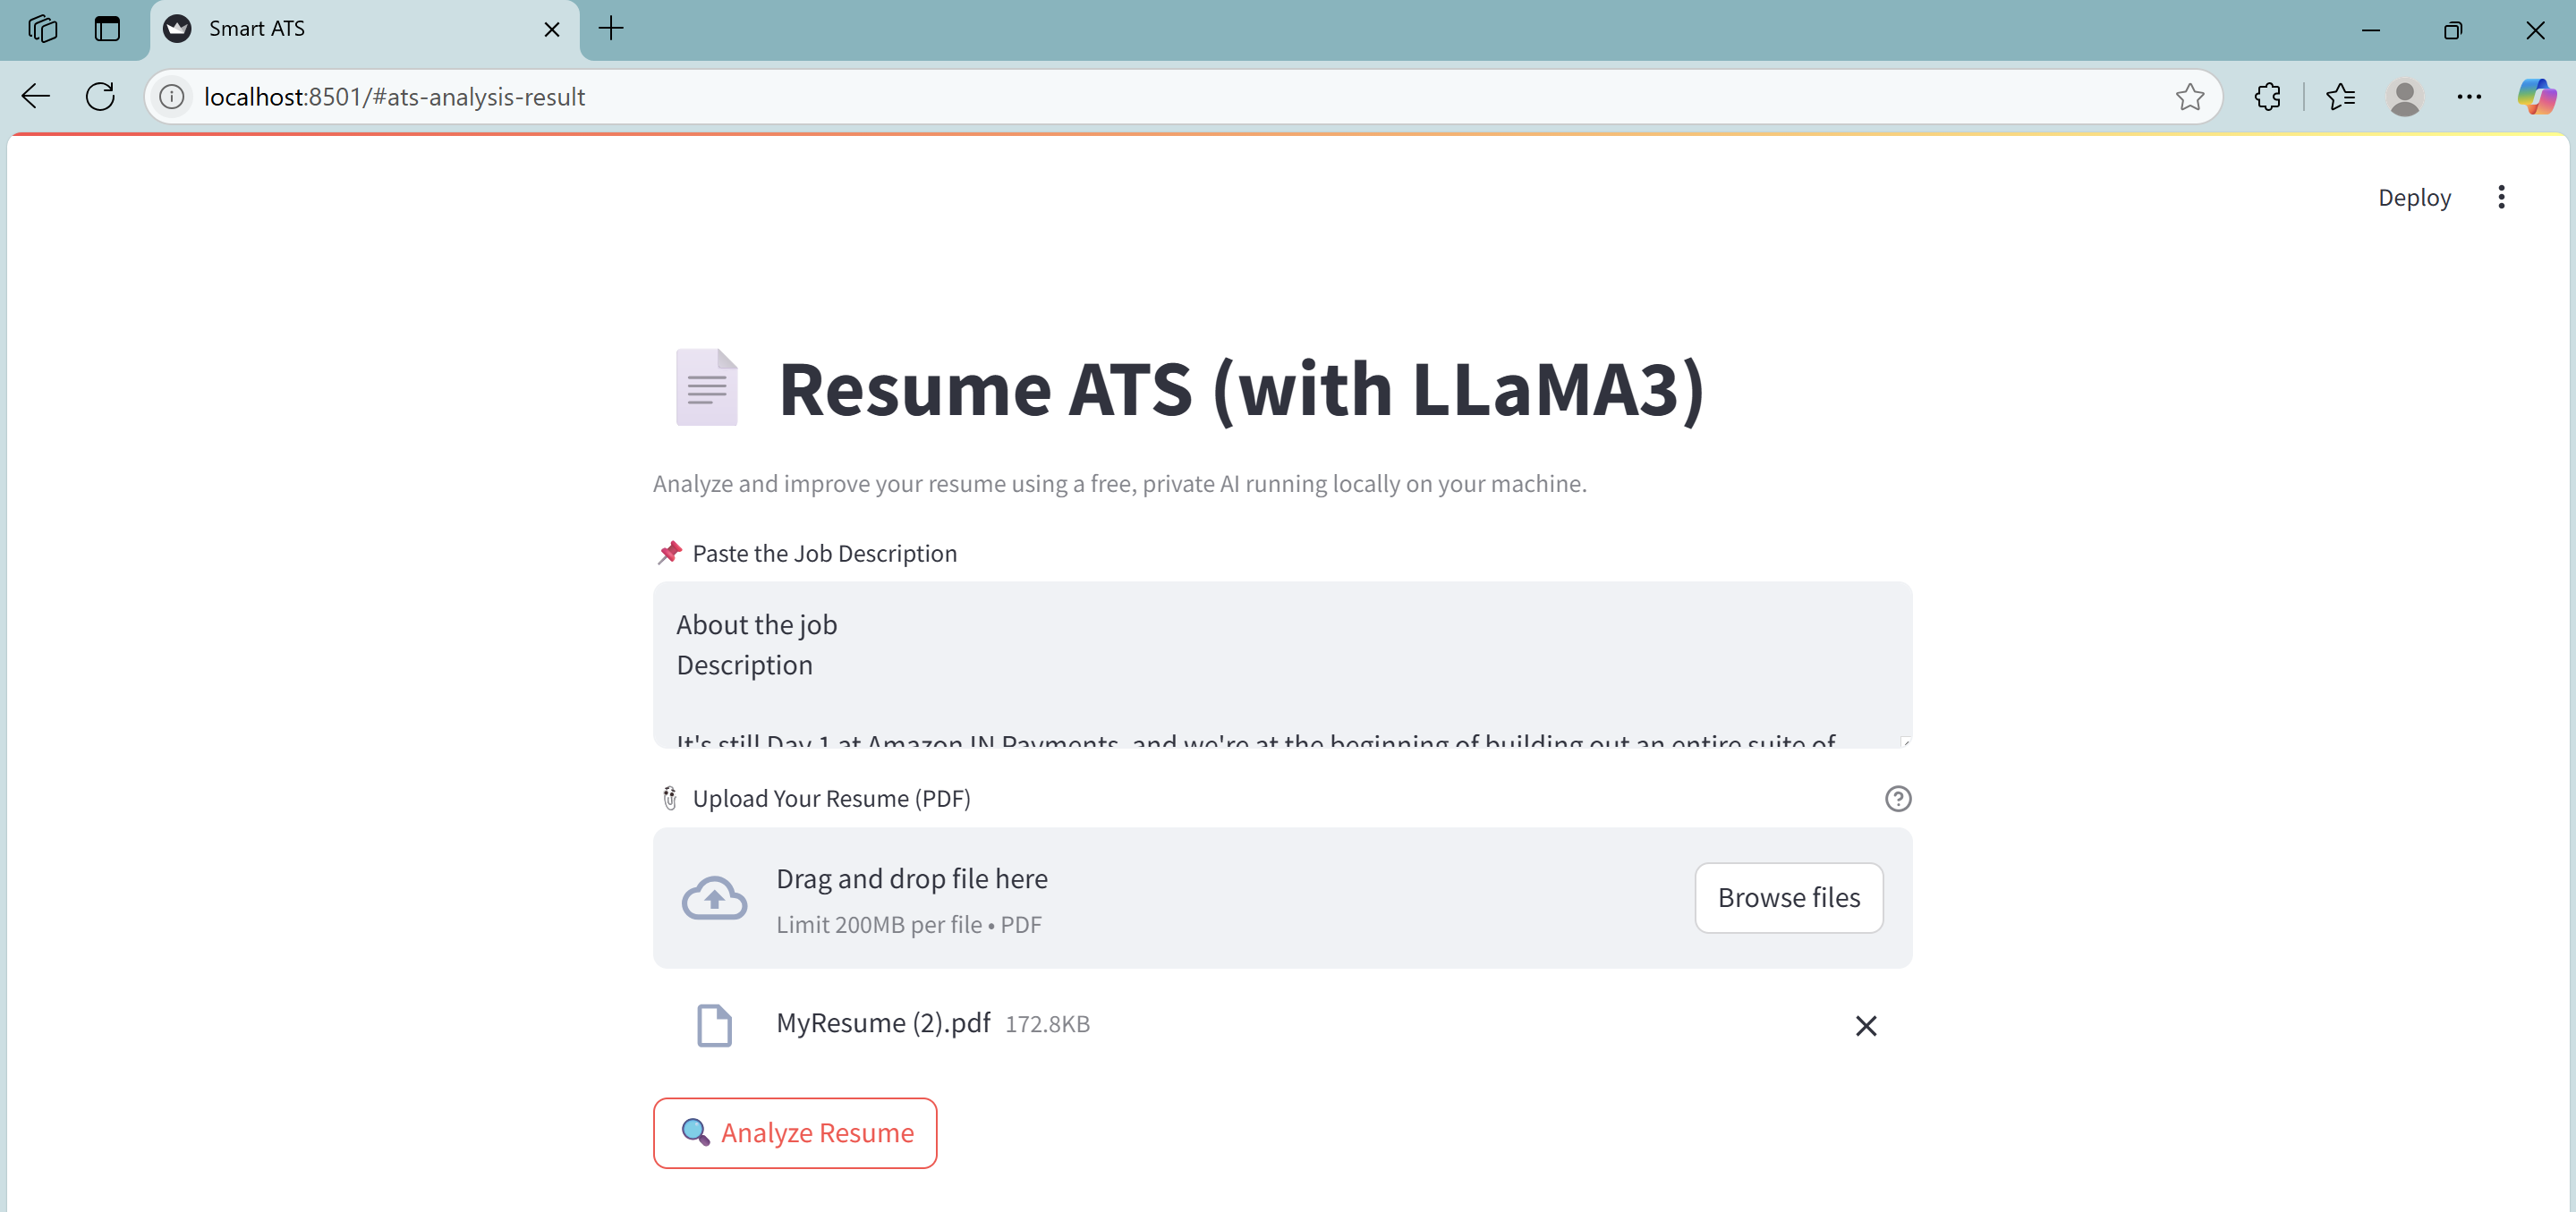 Smart ATS
localhost:8501/#ats-analysis-result
Deploy
Resume ATS (with LLaMA3)
Analyze and improve your resume using a free, private AI running locally on your machine.
Paste the Job Description
About the job
Description
It's still Day 1 at Amazon IN Payments, and we're at the beginning of building out an entire suite of
Upload Your Resume (PDF)
Drag and drop file here
Limit 200MB per file • PDF
Browse files
MyResume (2).pdf 172.8KB
Analyze Resume